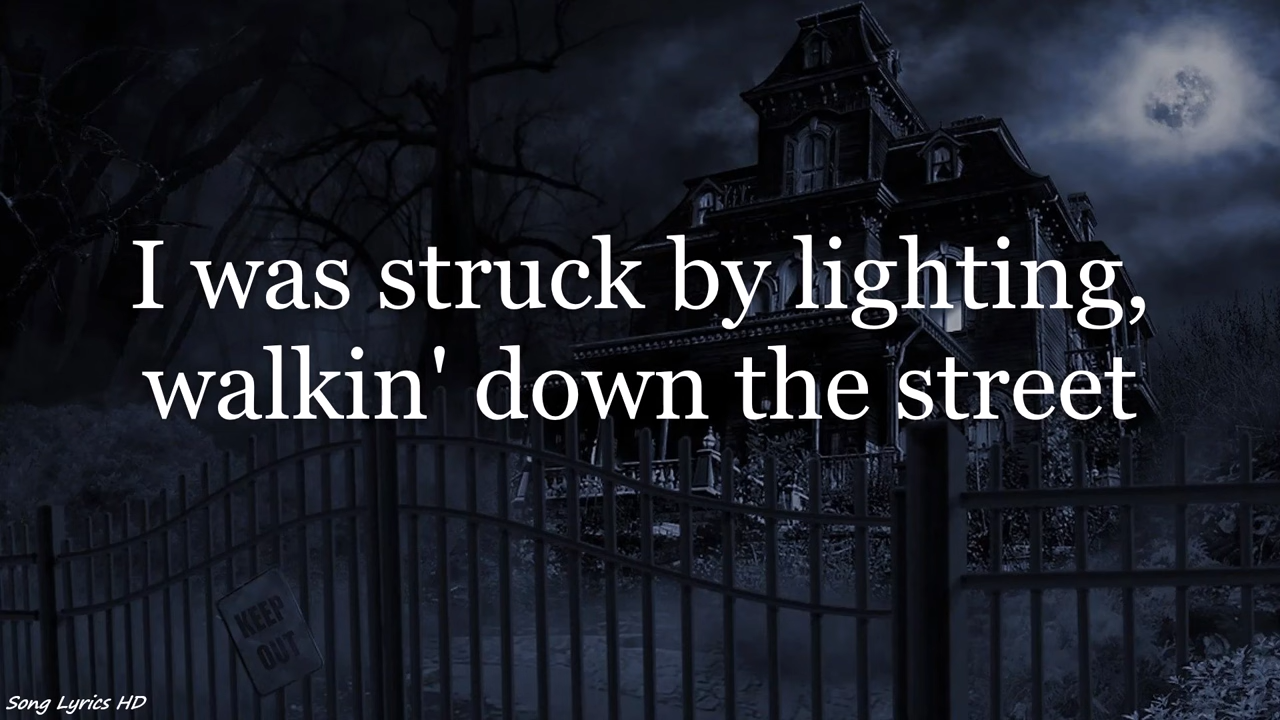 I was struck by lighting,
walkin' down the street
KEEP
OUT
Song Lyrics HD